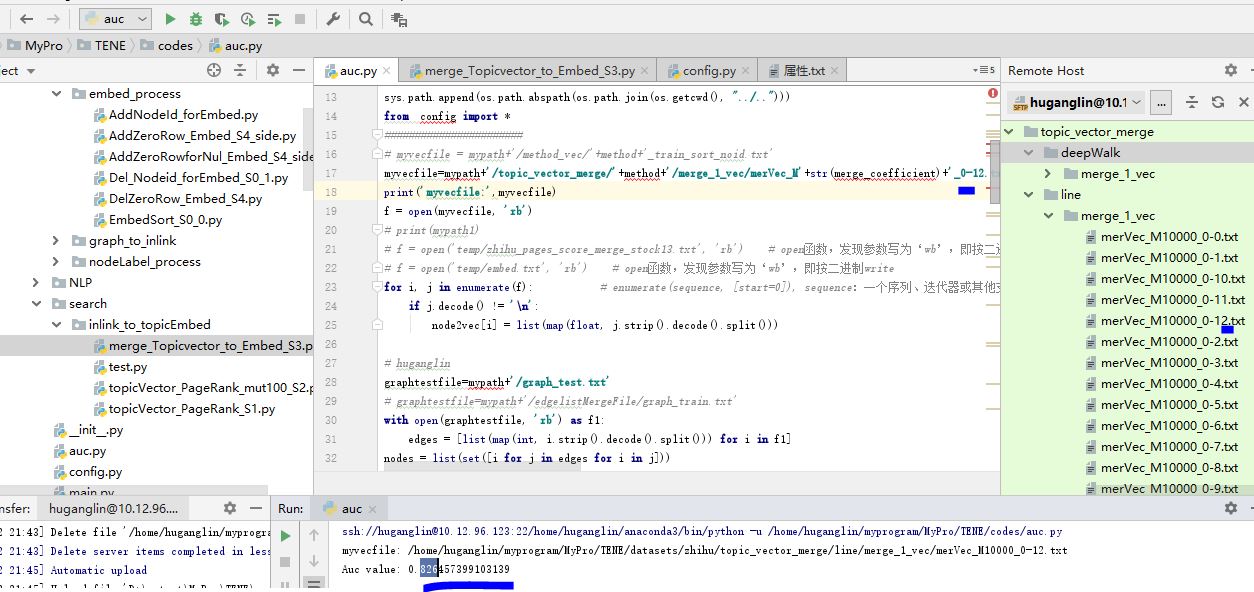 auc
MyPro
TENE
codes
auc.py
ect
auc.py
merge_Topicvector_to_Embed_S3.py
config.py
属性.txt
5
Remote Host
embed_process
AddNodeId_forEmbed.py
AddZeroRow_Embed_S4_side.py
AddZeroRowforNul_Embed_S4_side
Del_Nodeid_forEmbed_S0_1.py
DelZeroRow_Embed_S4.py
EmbedSort_S0_0.py
graph_to_inlink
nodeLabel_process
NLP
search
inlink_to_topicEmbed
merge_Topicvector_to_Embed_S3.p
test.py
topicVector_PageRank_mut100_S2.p
topicVector_PageRank_S1.py
__init__.py
auc.py
config.py
main.py
13 sys.path.append(os.path.abspath(os.path.join(os.getcwd(), "../..")))
14 from config import *
15 ########################
16 # myvecfile = mypath+'/method_vec/'+method+'_train_sort_noid.txt'
17 myvecfile=mypath+'/topic_vector_merge/'+method+'/merge_1_vec/merVec_M'+str(merge_coefficient)+'_0-12.
18 print('myvecfile:',myvecfile)
19 f = open(myvecfile, 'rb')
20 # print(mypath1)
21 # f = open('temp/zhihu_pages_score_merge_stock13.txt', 'rb') # open函数，发现参数写为‘wb’，即按二进
22 # f = open('temp/embed.txt', 'rb') # open函数，发现参数写为‘wb’，即按二进制write
23 for i, j in enumerate(f): # enumerate(sequence, [start=0])，sequence：一个序列、迭代器或其他支
24 if j.decode() != '\n':
25 node2vec[i] = list(map(float, j.strip().decode().split()))
26
27 # huganglin
28 graphtestfile=mypath+'/graph_test.txt'
29 # graphtestfile=mypath+'/edgelistMergeFile/graph_train.txt'
30 with open(graphtestfile, 'rb') as f1:
31 edges = [list(map(int, i.strip().decode().split())) for i in f1]
32 nodes = list(set([i for j in edges for i in j]))
huganglin@10.1
SFTP
...
topic_vector_merge
deepWalk
merge_1_vec
line
merge_1_vec
merVec_M10000_0-0.txt
merVec_M10000_0-1.txt
merVec_M10000_0-10.txt
merVec_M10000_0-11.txt
merVec_M10000_0-12.txt
merVec_M10000_0-2.txt
merVec_M10000_0-3.txt
merVec_M10000_0-4.txt
merVec_M10000_0-5.txt
merVec_M10000_0-6.txt
merVec_M10000_0-7.txt
merVec_M10000_0-8.txt
merVec_M10000_0-9.txt
nsfer:
huganglin@10.12.96....
2 21:43] Delete file '/home/huganglin/myprogra
2 21:43] Delete server items completed in less
2 21:45] Automatic upload
Run:
auc
ssh://huganglin@10.12.96.123:22/home/huganglin/anaconda3/bin/python -u /home/huganglin/myprogram/MyPro/TENE/codes/auc.py
myvecfile: /home/huganglin/myprogram/MyPro/TENE/datasets/zhihu/topic_vector_merge/line/merge_1_vec/merVec_M10000_0-12.txt
Auc value: 0.826457399103139